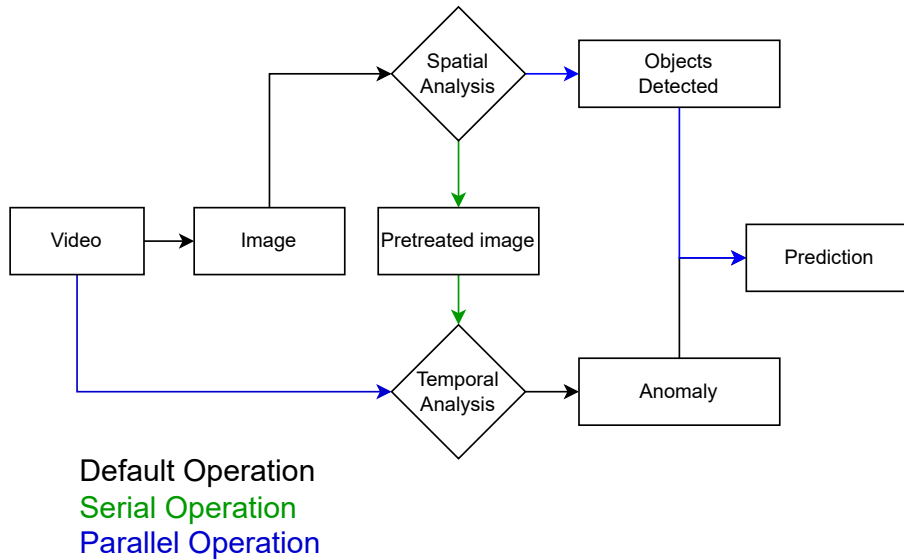 Spatial
Analysis
Objects
Detected
Video
Image
Pretreated image
Prediction
Temporal
Analysis
Anomaly
Default Operation
Serial Operation
Parallel Operation